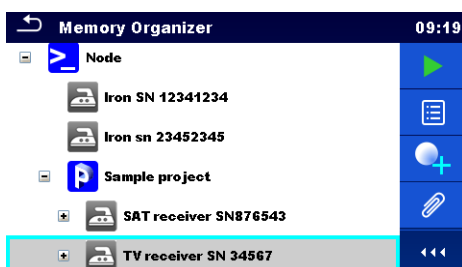 Memory Organizer 09:19
Node
Iron SN 12341234
Iron sn 23452345
Sample project
SAT receiver SN876543
TV receiver SN 34567